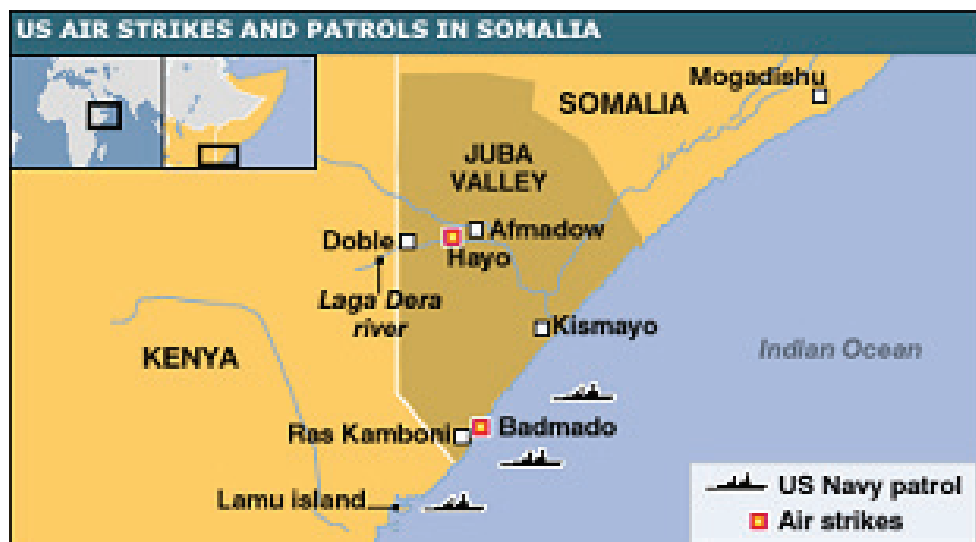 US AIR STRIKES AND PATROLS IN SOMALIA
Mogadishu
SOMALIA
JUBA
VALLEY
Afmadow
Doble
Hayo
Laga Dera
river
Kismayo
KENYA
Indian Ocean
Ras Kamboni
Badmado
Lamu island
US Navy patrol
Air strikes